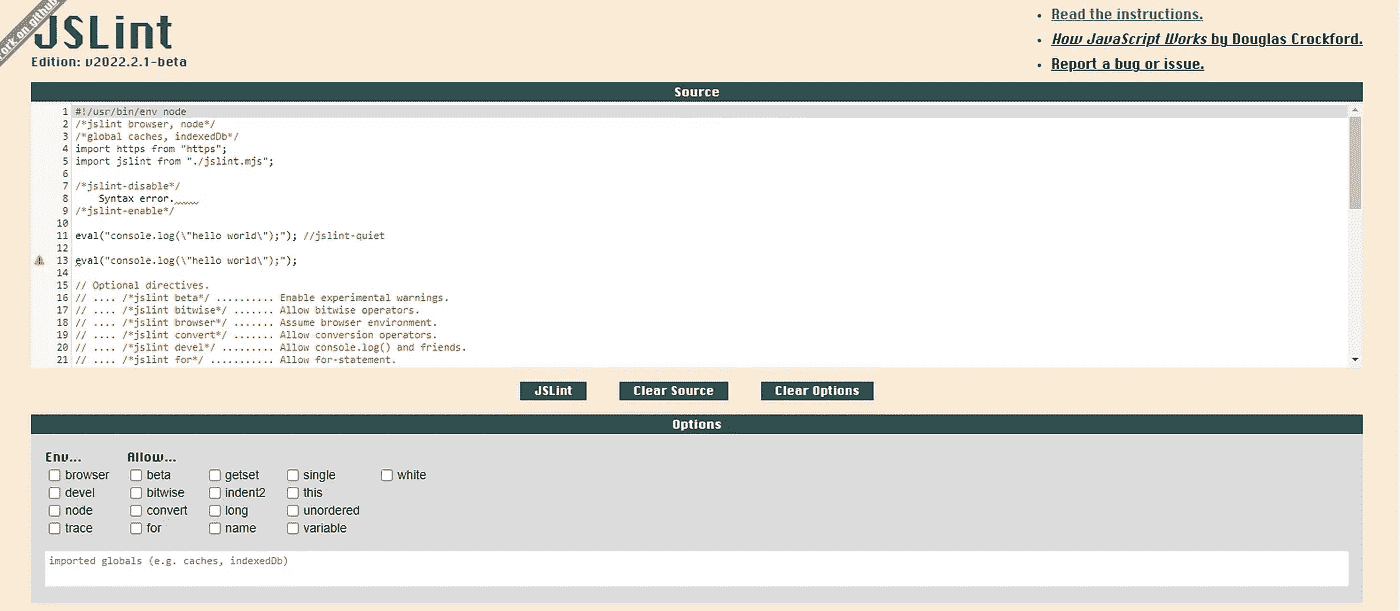 ork on github
JSLint
Edition: v2022.2.1-beta
• Read the instructions.
• How JavaScript Works by Douglas Crockford.
• Report a bug or issue.
Source
1 #!/usr/bin/env node
2 /*jslint browser, node*/
3 /*global caches, indexedDb*/
4 import https from "https";
5 import jslint from "./jslint.mjs";
6
7 /*jslint-disable*/
8     Syntax error.
9 /*jslint-enable*/
10
11 eval("console.log(\"hello world\");"); //jslint-quiet
12
13 eval("console.log(\"hello world\");");
14
15 // Optional directives.
16 // .... /*jslint beta*/ .......... Enable experimental warnings.
17 // .... /*jslint bitwise*/ ....... Allow bitwise operators.
18 // .... /*jslint browser*/ ....... Assume browser environment.
19 // .... /*jslint convert*/ ....... Allow conversion operators.
20 // .... /*jslint devel*/ ......... Allow console.log() and friends.
21 // .... /*jslint for*/ ........... Allow for-statement.
JSLint Clear Source Clear Options
Options
Env... Allow...
browser beta getset single white
devel bitwise indent2 this
node convert long unordered
trace for name variable
imported globals (e.g. caches, indexedDb)